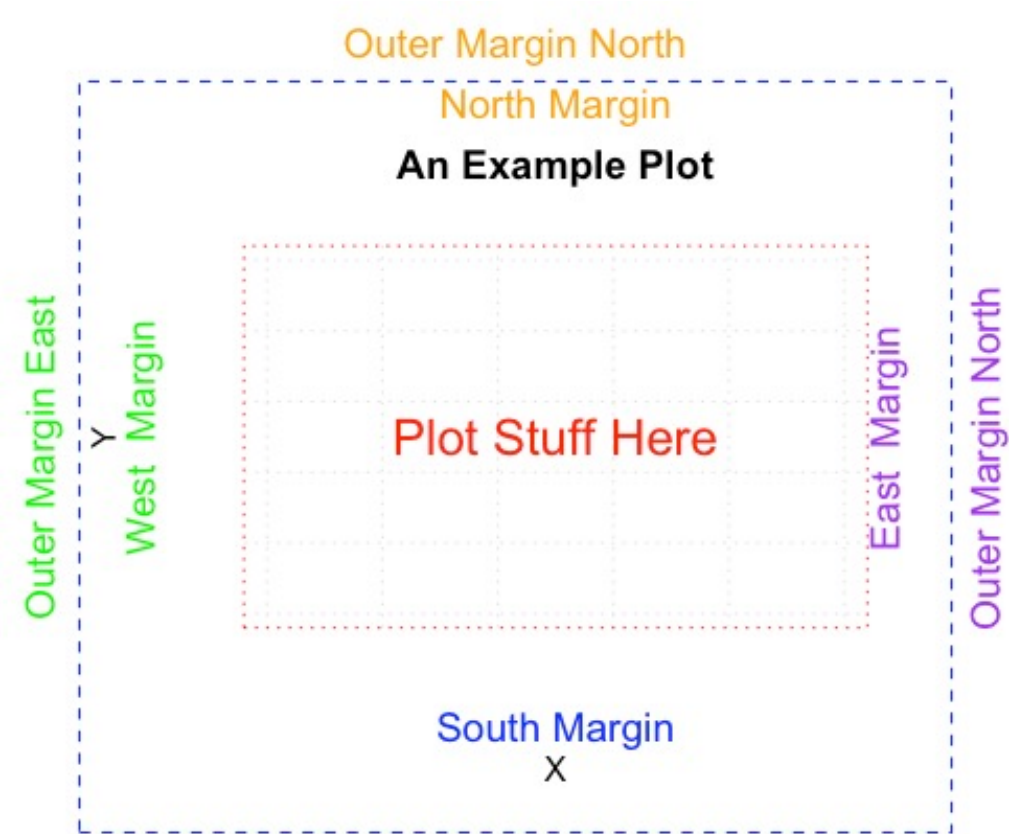 Outer Margin North
North Margin
An Example Plot
Outer Margin East
Y
West Margin
Plot Stuff Here
East Margin
Outer Margin North
South Margin
X